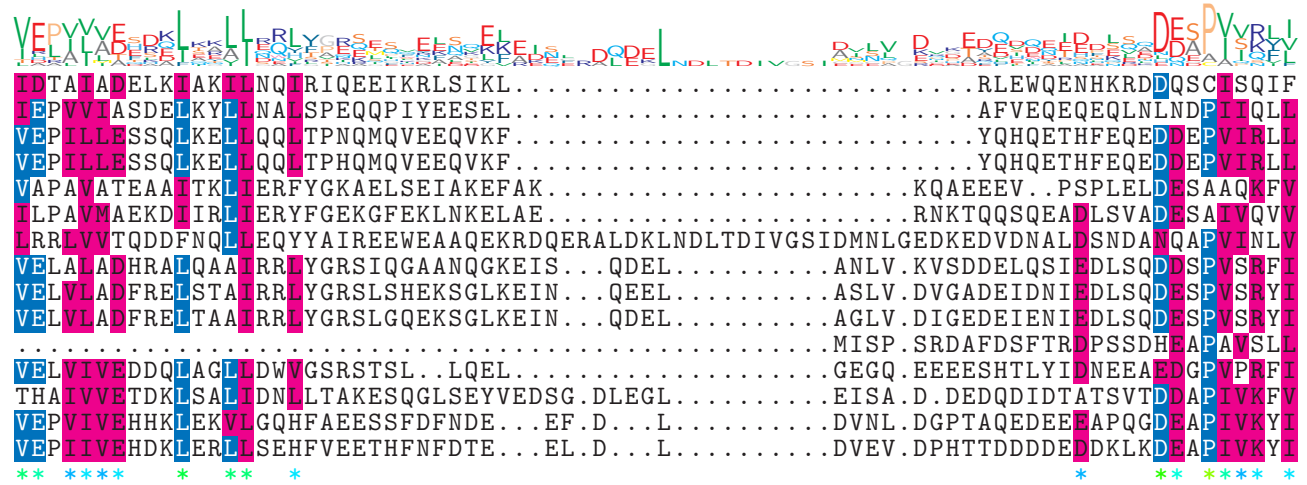 IDTAIADELKIAKILNQIRIQEEIKRLSIKL.............................RLEWQENHKRDDQSCISQIF
IEPVVIASDELKYLLNALSPEQQPIYEESEL.............................AFVEQEQEQLNLNDPIIQLL
VEPILLESSQLKELLQQLTPNQMQVEEQVKF.............................YQHQETHFEQEDDEPVIRLL
VEPILLESSQLKELLQQLTPHQMQVEEQVKF.............................YQHQETHFEQEDDEPVIRLL
VAPAVATEAAITKLIERFYGKAELSEIAKEFAK.......................KQAEEEV..PSPLELDESAAQKFV
ILPAVMAEKDIIRLIERYFGEKGFEKLNKELAE.......................RNKTQQSQEADLSVADESAIVQVV
LRRLVVTQDDFNQLLEQYYAIREEWEAAQEKRDQERALDKLNDLTDIVGSIDMNLGEDKEDVDNALDSNDANQAPVINLV
VELALADHRALQAAIRRLYGRSIQGAANQGKEIS...QDEL..........ANLV.KVSDDELQSIEDLSQDDSPVSRFI
VELVLADFRELSTAIRRLYGRSLSHEKSGLKEIN...QEEL..........ASLV.DVGADEIDNIEDLSQDESPVSRYI
VELVLADFRELTAAIRRLYGRSLGQEKSGLKEIN...QDEL..........AGLV.DIGEDEIENIEDLSQDESPVSRYI
...................................................MISP.SRDAFDSFTRDPSSDHEAPAVSLL
VELVIVEDDQLAGLLDWVGSRSTSL..LQEL....................GEGQ.EEEESHTLYIDNEEAEDGPVPRFI
THAIVVETDKLSALIDNLLTAKESQGLSEYVEDSG.DLEGL..........EISA.D.DEDQDIDTATSVTDDAPIVKFV
VEPVIVEHHKLEKVLGQHFAEESSFDFNDE...EF.D...L..........DVNL.DGPTAQEDEEEAPQGDEAPIVKYI
VEPIIVEHDKLERLLSEHFVEETHFNFDTE...EL.D...L..........DVEV.DPHTTDDDDEDDKLKDEAPIVKYI
** **** * ** * * ** **** *